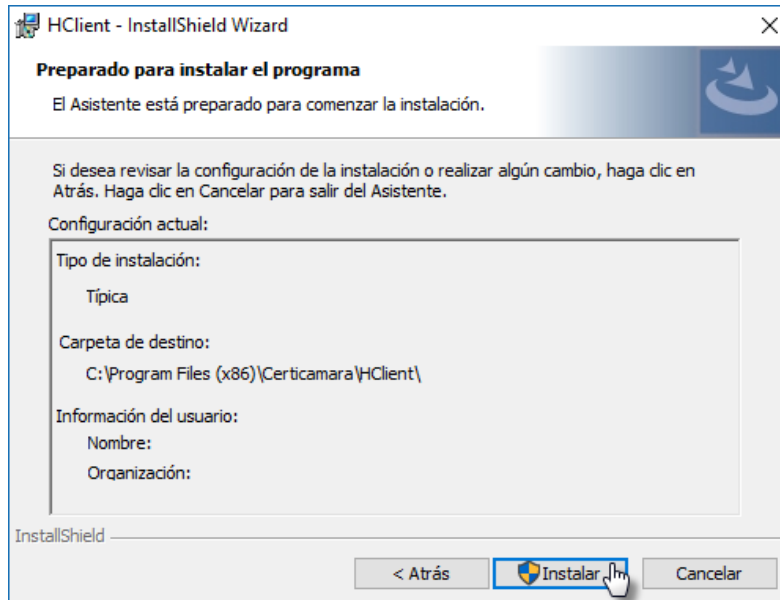 HClient - InstallShield Wizard
Preparado para instalar el programa
El Asistente está preparado para comenzar la instalación.
Si desea revisar la configuración de la instalación o realizar algún cambio, haga clic en
Atrás. Haga clic en Cancelar para salir del Asistente.
Configuración actual:
Tipo de instalación:
Típica
Carpeta de destino:
C:\Program Files (x86)\Certicamara\HClient\
Información del usuario:
Nombre:
Organización:
InstallShield
< Atrás
Instalar
Cancelar